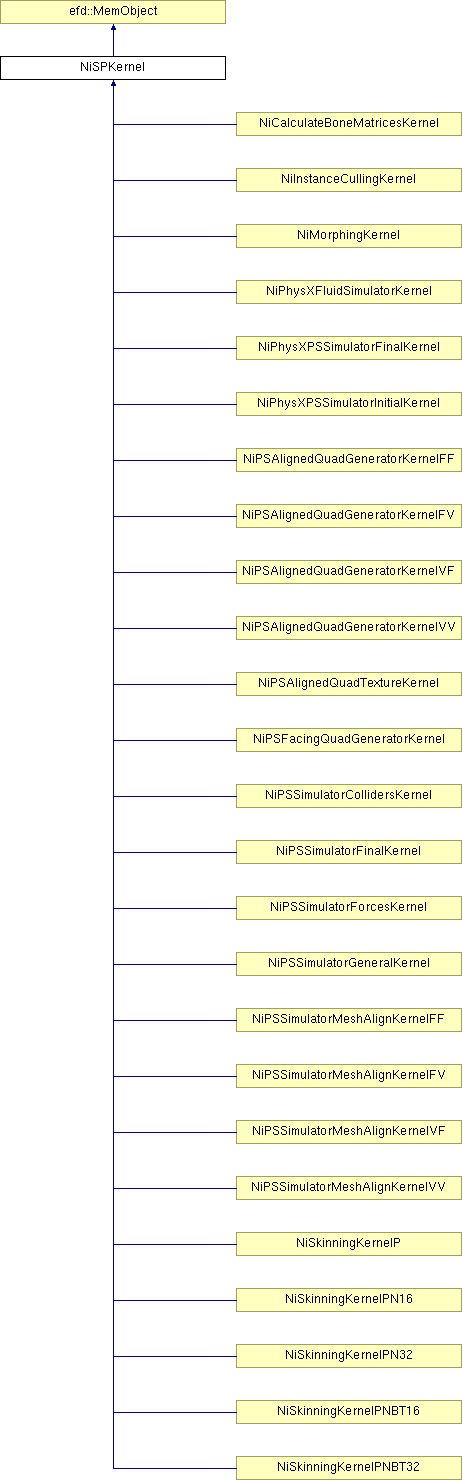 efd::MemObject
NiSPKernel
NiCalculateBoneMatricesKernel
NiInstanceCullingKernel
NiMorphingKernel
NiPhysXFluidSimulatorKernel
NiPhysXPSSimulatorFinalKernel
NiPhysXPSSimulatorInitialKernel
NiPSAlignedQuadGeneratorKernelFF
NiPSAlignedQuadGeneratorKernelFV
NiPSAlignedQuadGeneratorKernelVF
NiPSAlignedQuadGeneratorKernelVV
NiPSAlignedQuadTextureKernel
NiPSFacingQuadGeneratorKernel
NiPSSimulatorCollidersKernel
NiPSSimulatorFinalKernel
NiPSSimulatorForcesKernel
NiPSSimulatorGeneralKernel
NiPSSimulatorMeshAlignKernelFF
NiPSSimulatorMeshAlignKernelFV
NiPSSimulatorMeshAlignKernelVF
NiPSSimulatorMeshAlignKernelVV
NiSkinningKernelP
NiSkinningKernelPN16
NiSkinningKernelPN32
NiSkinningKernelPNBT16
NiSkinningKernelPNBT32